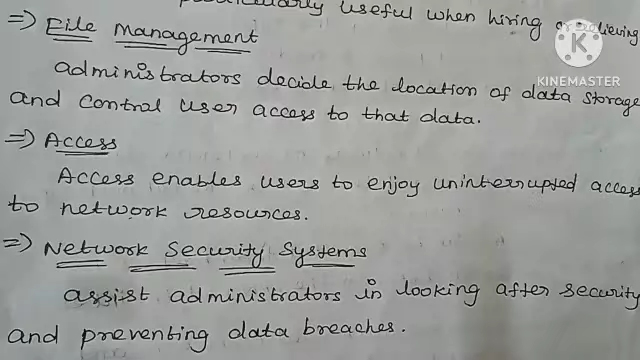 particularly useful when hiring or relieving
=> File Management
administrators decide the location of data storage
and control user access to that data.
=> Access
Access enables users to enjoy uninterrupted access
to network resources.
=> Network Security Systems
assist administrators in looking after security
and preventing data breaches.
K
KINEMASTER